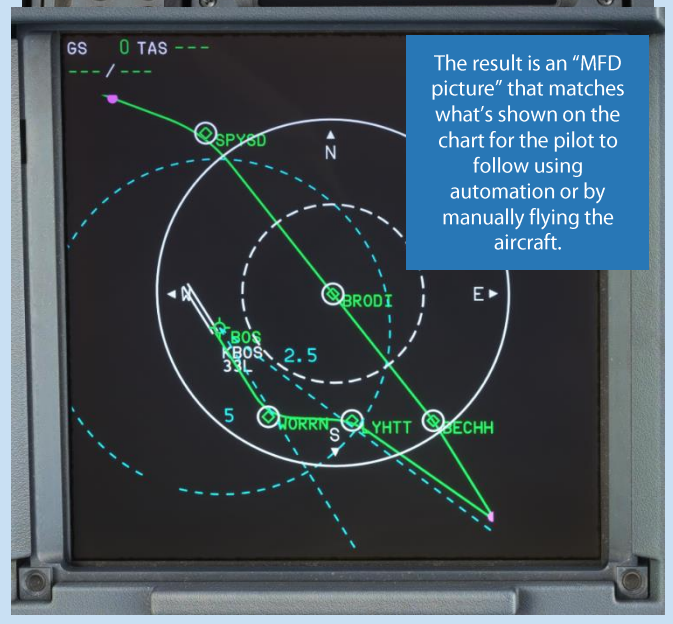 GS 0 TAS ---
---/---
The result is an “MFD
picture” that matches
what’s shown on the
chart for the pilot to
follow using
automation or by
manually flying the
aircraft.
SPYSD
N
E
BRODI
BOS
KBOS
33L
2.5
5
WORRN
LYHTT
BECHH
S